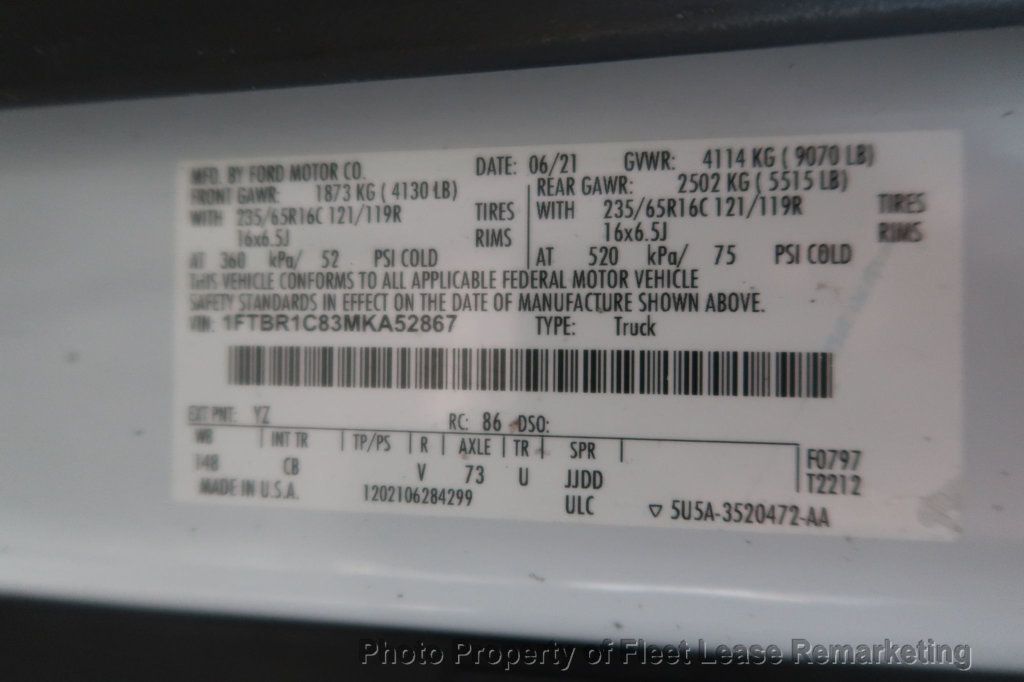 MFD. BY FORD MOTOR CO. DATE: 06/21 GVWR: 4114 KG ( 9070 LB)
FRONT GAWR: 1873 KG ( 4130 LB) REAR GAWR: 2502 KG ( 5515 LB)
WITH 235/65R16C 121/119R TIRES WITH 235/65R16C 121/119R TIRES
16x6.5J RIMS 16x6.5J RIMS
AT 360 kPa/ 52 PSI COLD AT 520 kPa/ 75 PSI COLD
THIS VEHICLE CONFORMS TO ALL APPLICABLE FEDERAL MOTOR VEHICLE
SAFETY STANDARDS IN EFFECT ON THE DATE OF MANUFACTURE SHOWN ABOVE.
VIN: 1FTBR1C83MKA52867 TYPE: Truck
EXT PNT: YZ RC: 86 DSO:
WB INT TR TP/PS R AXLE TR SPR F0797
148 CB V 73 U JJDD T2212
MADE IN U.S.A. 1202106284299 ULC ▽ 5U5A-3520472-AA
Photo Property of Fleet Lease Remarketing